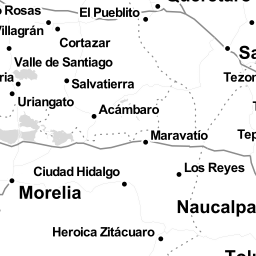 Querétaro
Rosas
El Pueblito
Villagrán
Cortazar
Valle de Santiago
Salvatierra
Uriangato
Acámbaro
Maravatío
Ciudad Hidalgo
Los Reyes
Morelia
Naucalpa
Heroica Zitácuaro